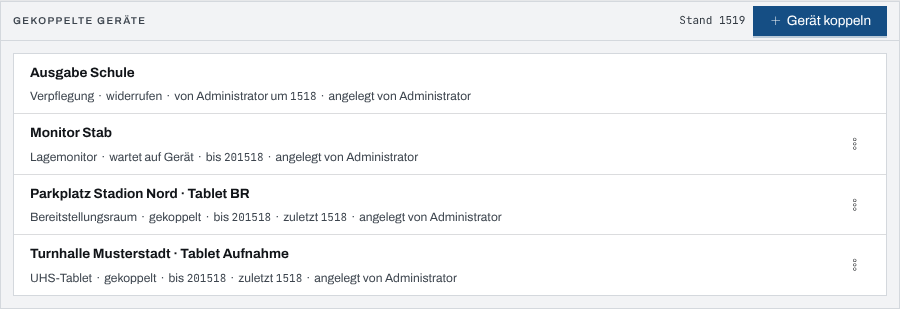 GEKOPPELTE GERÄTE
Stand 1519
+ Gerät koppeln
Ausgabe Schule
Verpflegung · widerrufen · von Administrator um 1518 · angelegt von Administrator
Monitor Stab
Lagemonitor · wartet auf Gerät · bis 201518 · angelegt von Administrator
Parkplatz Stadion Nord · Tablet BR
Bereitstellungsraum · gekoppelt · bis 201518 · zuletzt 1518 · angelegt von Administrator
Turnhalle Musterstadt · Tablet Aufnahme
UHS-Tablet · gekoppelt · bis 201518 · zuletzt 1518 · angelegt von Administrator